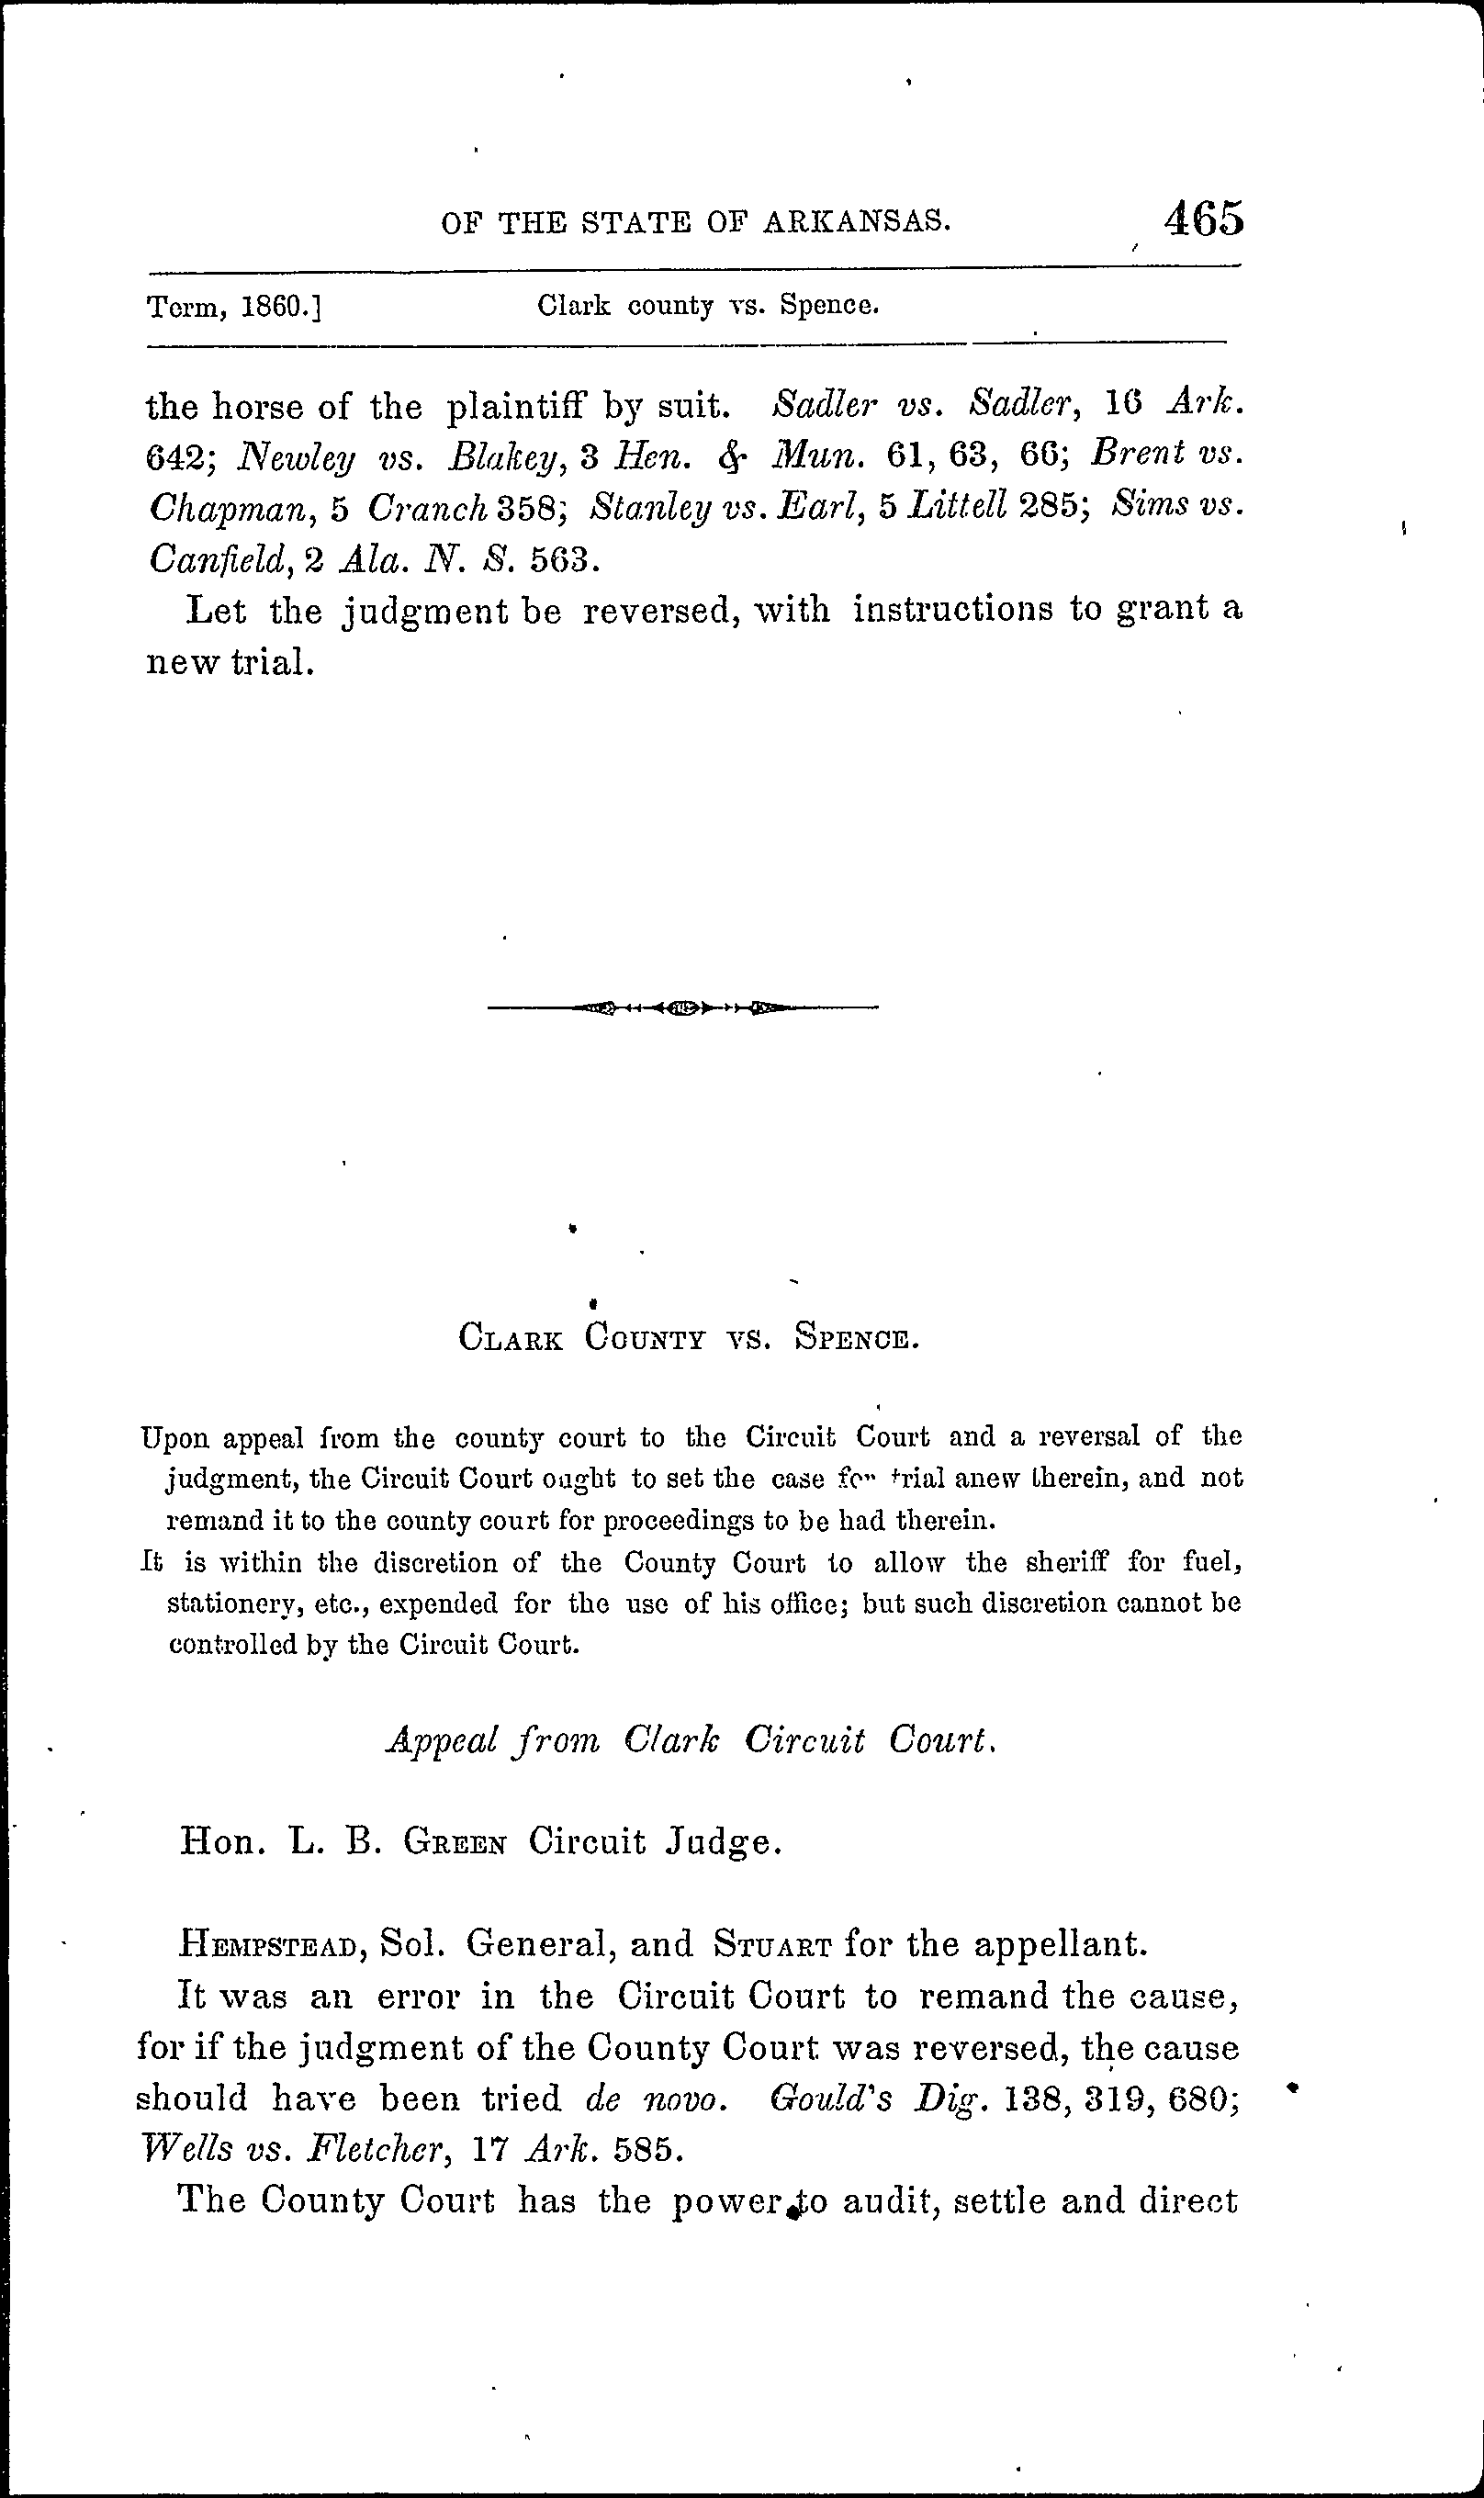 OF THE STATE OF ARKANSAS. 465
Term, 1860.] Clark county vs. Spence.
the horse of the plaintiff by suit. Sadler vs. Sadler, 16 Ark.
642; Newley vs. Blakey, 3 Hen. & Mun. 61, 63, 66; Brent vs.
Chapman, 5 Cranch 358; Stanley vs. Earl, 5 Littell 285; Sims vs.
Canfield, 2 Ala. N. S. 563.
Let the judgment be reversed, with instructions to grant a
new trial.
CLARK COUNTY VS. SPENCE.
Upon appeal from the county court to the Circuit Court and a reversal of the
judgment, the Circuit Court ought to set the case for trial anew therein, and not
remand it to the county court for proceedings to be had therein.
It is within the discretion of the County Court to allow the sheriff for fuel,
stationery, etc., expended for the use of his office; but such discretion cannot be
controlled by the Circuit Court.
Appeal from Clark Circuit Court.
Hon. L. B. GREEN Circuit Judge.
HEMPSTEAD, Sol. General, and STUART for the appellant.
It was an error in the Circuit Court to remand the cause,
for if the judgment of the County Court was reversed, the cause
should have been tried de novo. Gould's Dig. 138, 319, 680;
Wells vs. Fletcher, 17 Ark. 585.
The County Court has the power to audit, settle and direct